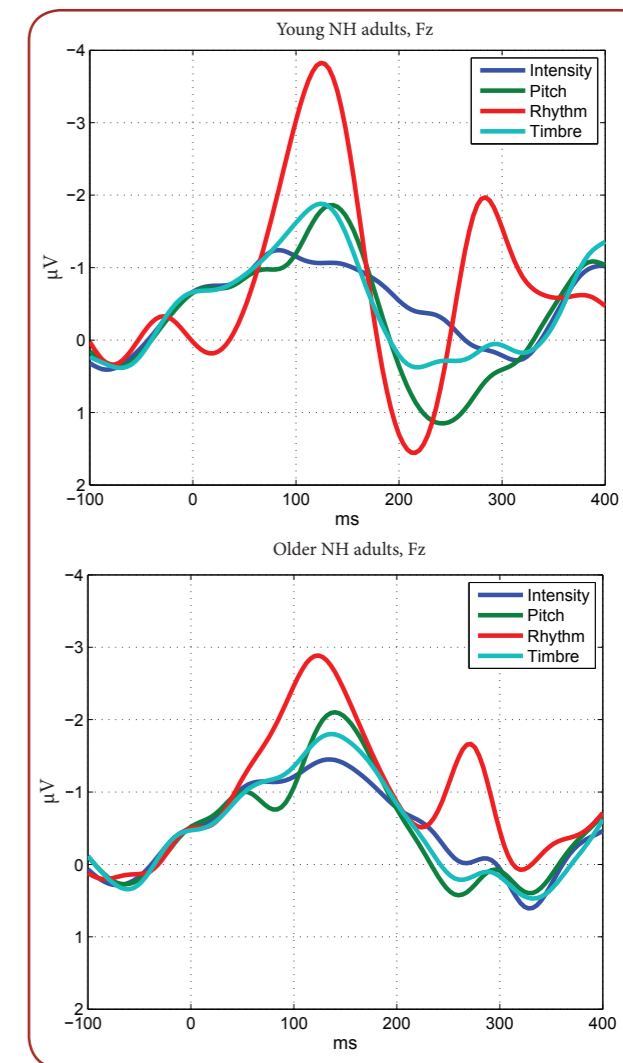 Young NH adults, Fz
−4
−3
−2
−1
0
1
2
µV
Intensity
Pitch
Rhythm
Timbre
−100 0 100 200 300 400
ms
Older NH adults, Fz
−4
−3
−2
−1
0
1
2
µV
Intensity
Pitch
Rhythm
Timbre
−100 0 100 200 300 400
ms